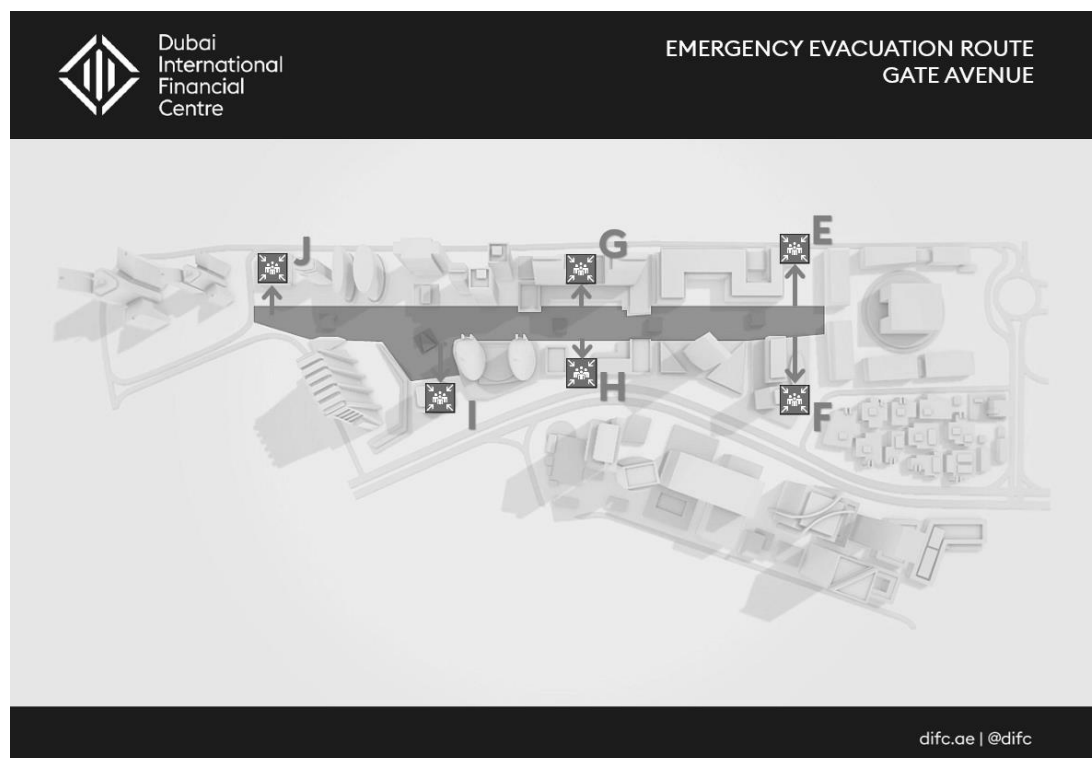 Dubai
International
Financial
Centre
EMERGENCY EVACUATION ROUTE
GATE AVENUE
J
G
E
I
H
F
difc.ae | @difc